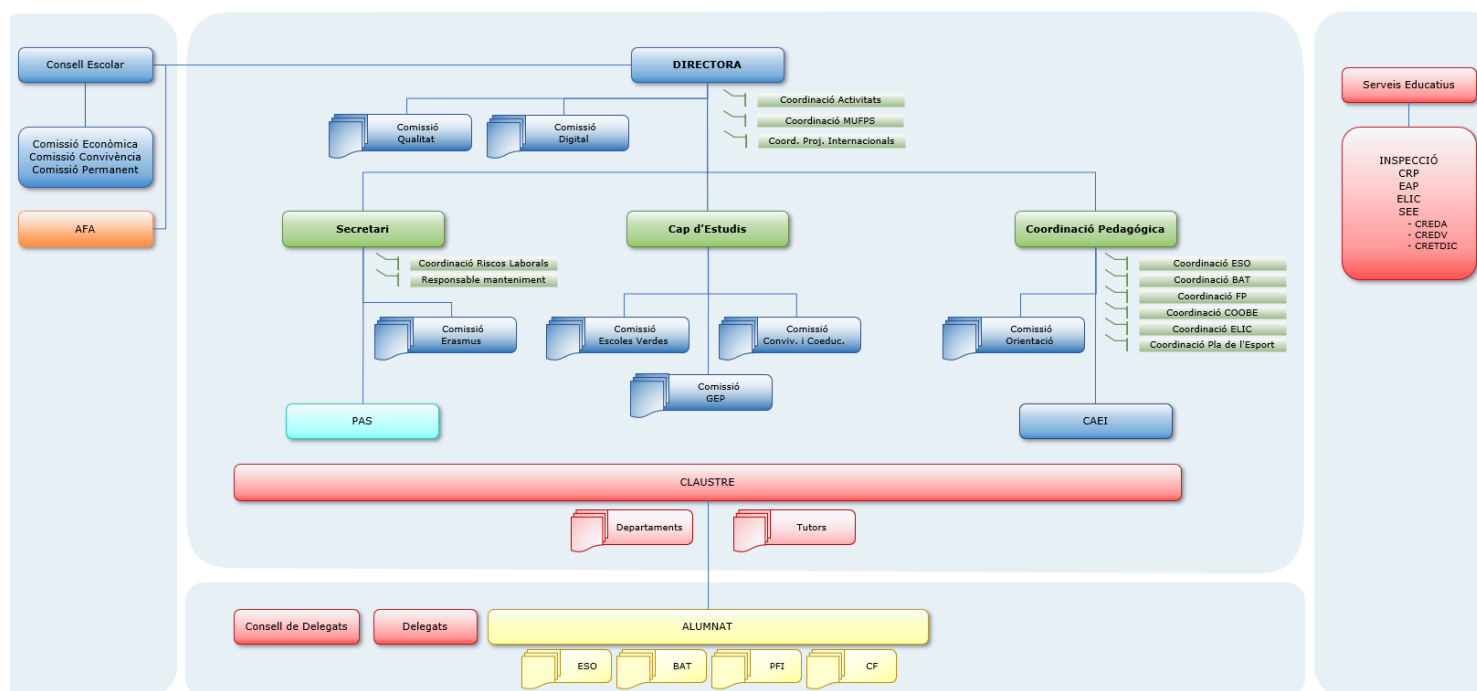 Consell Escolar
Comissió Econòmica
Comissió Convivència
Comissió Permanent
AFA
DIRECTORA
Coordinació Activitats
Coordinació MUFPS
Coord. Proj. Internacionals
Comissió
Qualitat
Comissió
Digital
Secretari
Coordinació Riscos Laborals
Responsable manteniment
Comissió
Erasmus
PAS
Cap d'Estudis
Comissió
Escoles Verdes
Comissió
Conviv. i Coeduc.
Comissió
GEP
Coordinació Pedagógica
Coordinació ESO
Coordinació BAT
Coordinació FP
Coordinació COOBE
Coordinació ELIC
Coordinació Pla de l'Esport
Comissió
Orientació
CAEI
CLAUSTRE
Departaments
Tutors
Consell de Delegats
Delegats
ALUMNAT
ESO
BAT
PFI
CF
Serveis Educatius
INSPECCIÓ
CRP
EAP
ELIC
SEE
- CREDA
- CREDV
- CRETDIC